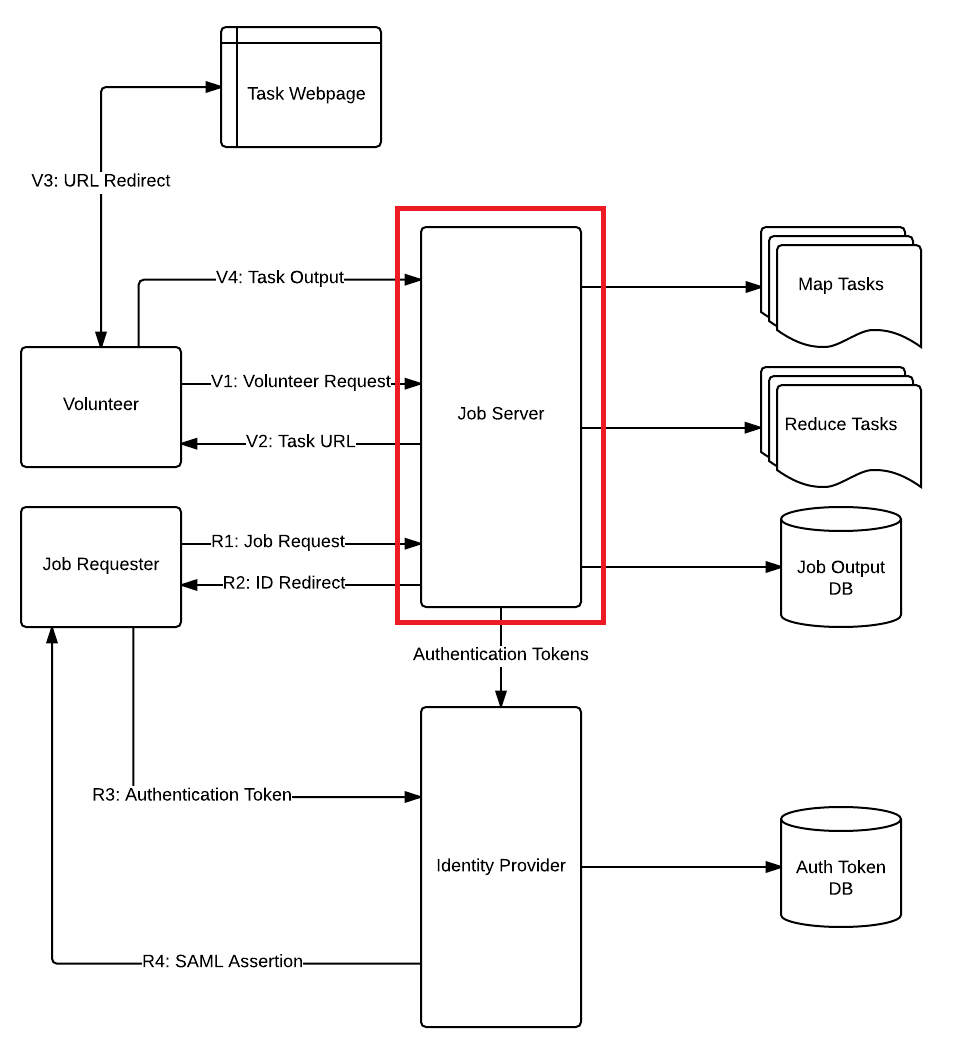 Task Webpage
V3: URL Redirect
V4: Task Output
Map Tasks
Volunteer
V1: Volunteer Request
Job Server
Reduce Tasks
V2: Task URL
R1: Job Request
Job Requester
R2: ID Redirect
Job Output
DB
Authentication Tokens
R3: Authentication Token
Identity Provider
Auth Token
DB
R4: SAML Assertion